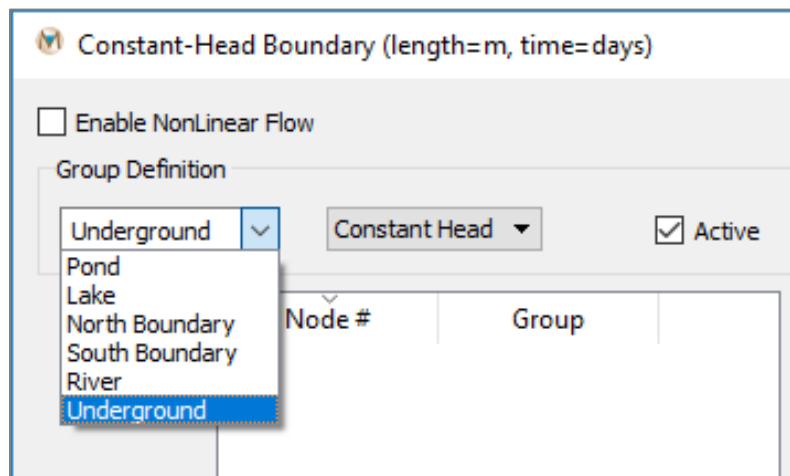 Constant-Head Boundary (length=m, time=days)
Enable NonLinear Flow
Group Definition
Underground
Constant Head
Active
Pond
Lake
North Boundary
South Boundary
River
Underground
Node #
Group